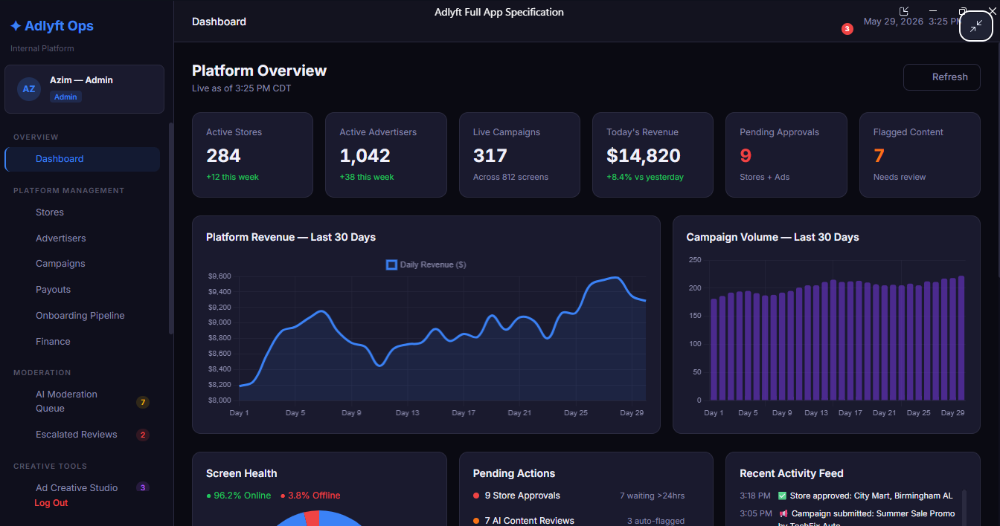 Adlyft Full App Specification
✦ Adlyft Ops
Internal Platform
AZ
Azim — Admin
Admin
OVERVIEW
Dashboard
PLATFORM MANAGEMENT
Stores
Advertisers
Campaigns
Payouts
Onboarding Pipeline
Finance
MODERATION
AI Moderation
Queue
7
Escalated Reviews
2
CREATIVE TOOLS
Ad Creative Studio
3
Log Out
Dashboard
3
May 29, 2026 3:25 PM
Platform Overview
Live as of 3:25 PM CDT
Refresh
Active Stores
284
+12 this week
Active Advertisers
1,042
+38 this week
Live Campaigns
317
Across 812 screens
Today's Revenue
$14,820
+8.4% vs yesterday
Pending Approvals
9
Stores + Ads
Flagged Content
7
Needs review
Platform Revenue — Last 30 Days
Daily Revenue ($)
$9,600
$9,400
$9,200
$9,000
$8,800
$8,600
$8,400
$8,200
$8,000
Day 1 Day 5 Day 9 Day 13 Day 17 Day 21 Day 25 Day 29
Campaign Volume — Last 30 Days
250
200
150
100
50
0
Day 1 Day 5 Day 9 Day 13 Day 17 Day 21 Day 25 Day 29
Screen Health
● 96.2% Online ● 3.8% Offline
Pending Actions
9 Store Approvals 7 waiting >24hrs
7 AI Content Reviews 3 auto-flagged
Recent Activity Feed
3:18 PM ✅ Store approved: City Mart, Birmingham AL
3:05 PM 📢 Campaign submitted: Summer Sale Promo
by TechFix Auto